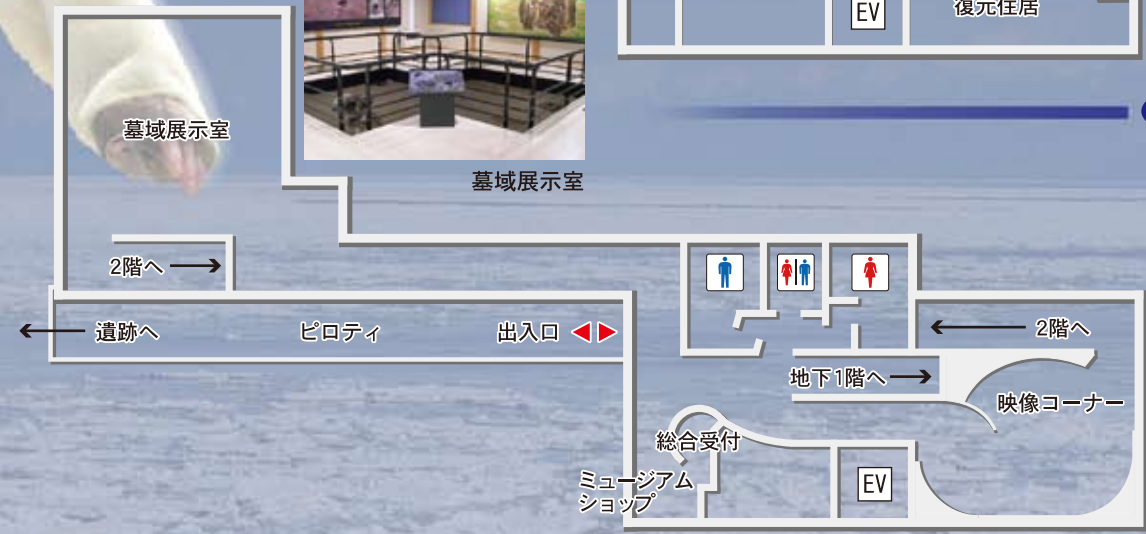 EV
復元住居
墓域展示室
墓域展示室
2階へ
遺跡へ
ピロティ
出入口
2階へ
地下1階へ
映像コーナー
総合受付
ミュージアム
ショップ
EV